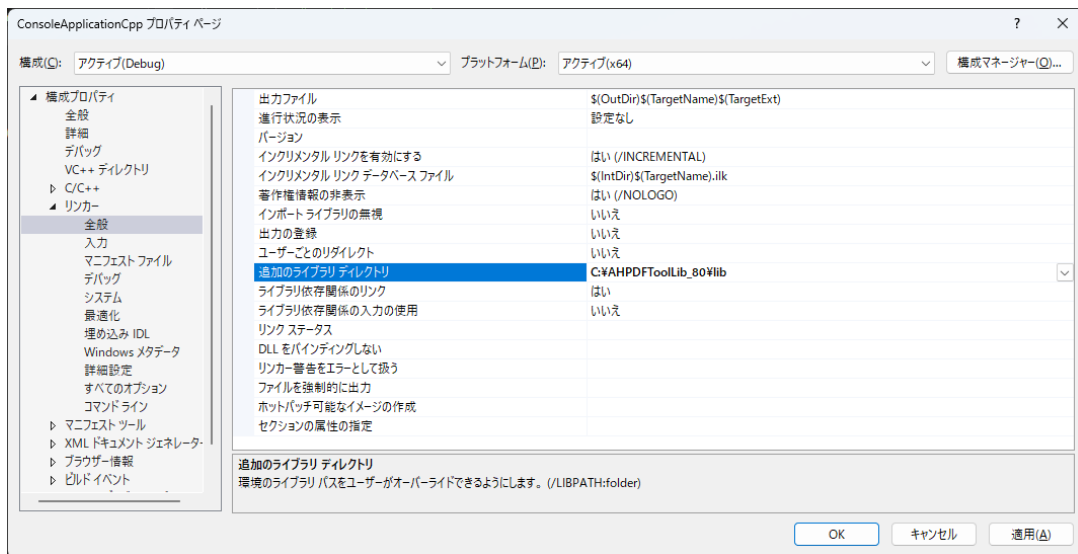 ConsoleApplicationCpp プロパティ ページ
? ×
構成(C): アクティブ(Debug) プラットフォーム(P): アクティブ(x64) 構成マネージャー(O)...
構成プロパティ
全般
詳細
デバッグ
VC++ ディレクトリ
C/C++
リンカー
全般
入力
マニフェスト ファイル
デバッグ
システム
最適化
埋め込み IDL
Windows メタデータ
詳細設定
すべてのオプション
コマンド ライン
マニフェスト ツール
XML ドキュメント ジェネレーター
ブラウザー情報
ビルド イベント
出力ファイル $(OutDir)$(TargetName)$(TargetExt)
進行状況の表示 設定なし
バージョン
インクリメンタル リンクを有効にする はい (/INCREMENTAL)
インクリメンタル リンク データベース ファイル $(IntDir)$(TargetName).ilk
著作権情報の非表示 はい (/NOLOGO)
インポート ライブラリの無視 いいえ
出力の登録 いいえ
ユーザーごとのリダイレクト いいえ
追加のライブラリ ディレクトリ C:¥AHPDFToolLib_80¥lib
ライブラリ依存関係のリンク はい
ライブラリ依存関係の入力の使用 いいえ
リンク ステータス
DLL をバインディングしない
リンカー警告をエラーとして扱う
ファイルを強制的に出力
ホットパッチ可能なイメージの作成
セクションの属性の指定
追加のライブラリ ディレクトリ
環境のライブラリ パスをユーザーがオーバーライドできるようにします。(/LIBPATH:folder)
OK キャンセル 適用(A)